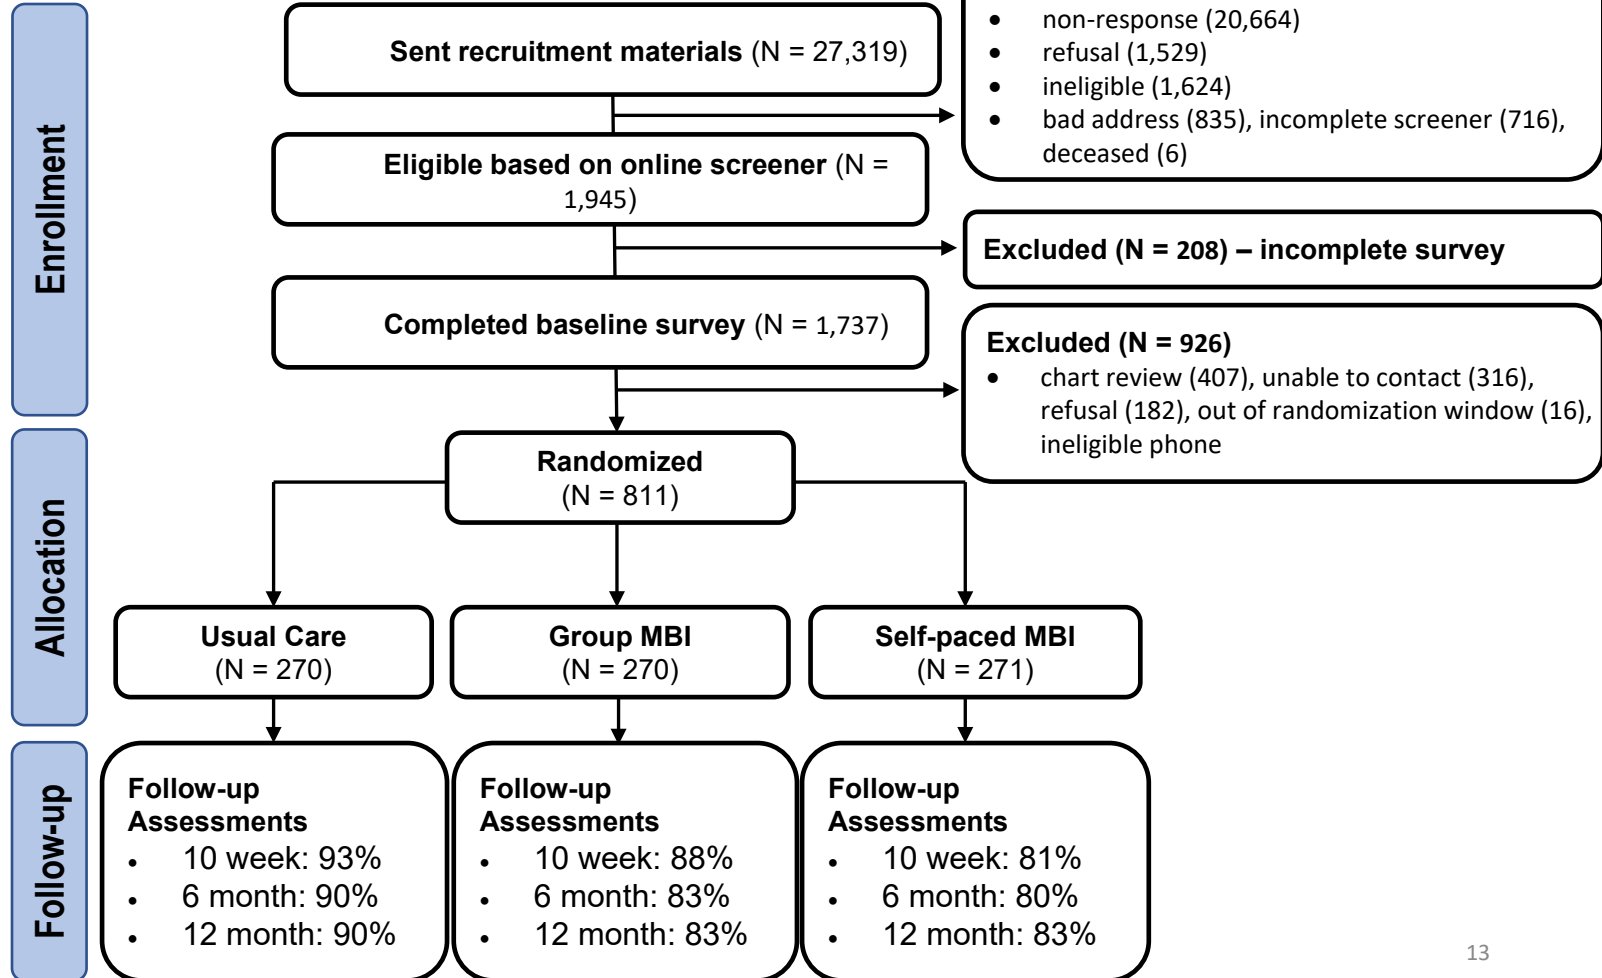 Enrollment
Sent recruitment materials (N = 27,319)
• non-response (20,664)
• refusal (1,529)
• ineligible (1,624)
• bad address (835), incomplete screener (716),
deceased (6)
Eligible based on online screener (N =
1,945)
Excluded (N = 208) – incomplete survey
Completed baseline survey (N = 1,737)
Excluded (N = 926)
• chart review (407), unable to contact (316),
refusal (182), out of randomization window (16),
ineligible phone
Allocation
Randomized
(N = 811)
Usual Care
(N = 270)
Group MBI
(N = 270)
Self-paced MBI
(N = 271)
Follow-up
Follow-up
Assessments
• 10 week: 93%
• 6 month: 90%
• 12 month: 90%
Follow-up
Assessments
• 10 week: 88%
• 6 month: 83%
• 12 month: 83%
Follow-up
Assessments
• 10 week: 81%
• 6 month: 80%
• 12 month: 83%
13